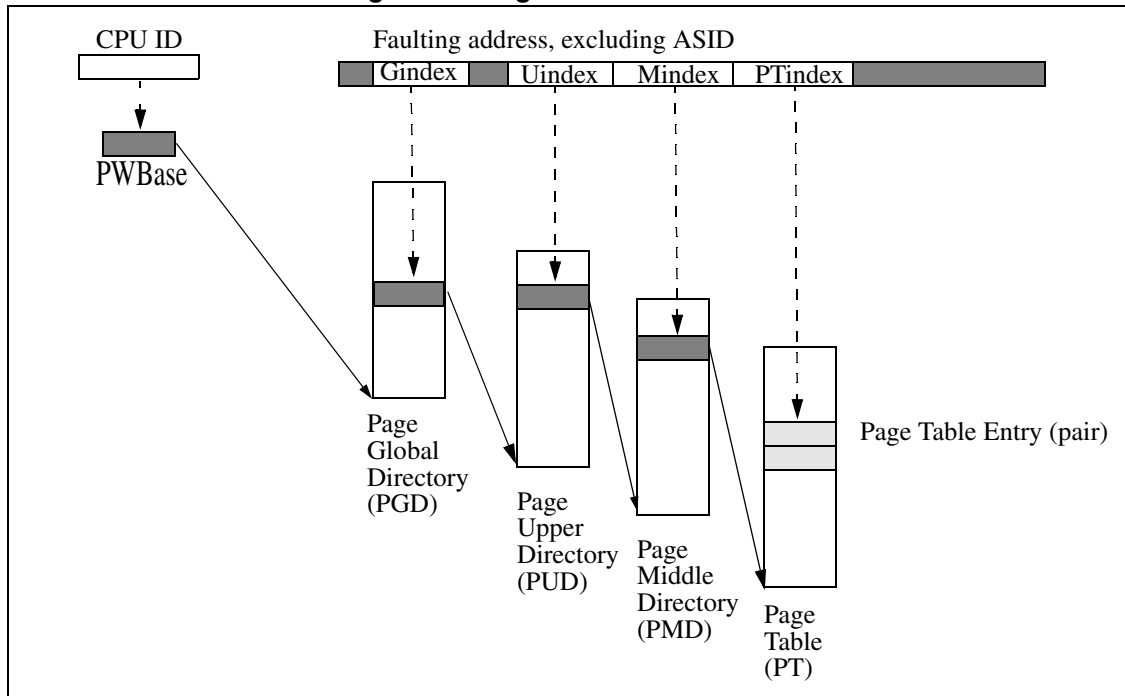 CPU ID
Faulting address, excluding ASID
Gindex
Uindex
Mindex
PTindex
PWBase
Page
Global
Directory
(PGD)
Page
Upper
Directory
(PUD)
Page
Middle
Directory
(PMD)
Page
Table
(PT)
Page Table Entry (pair)